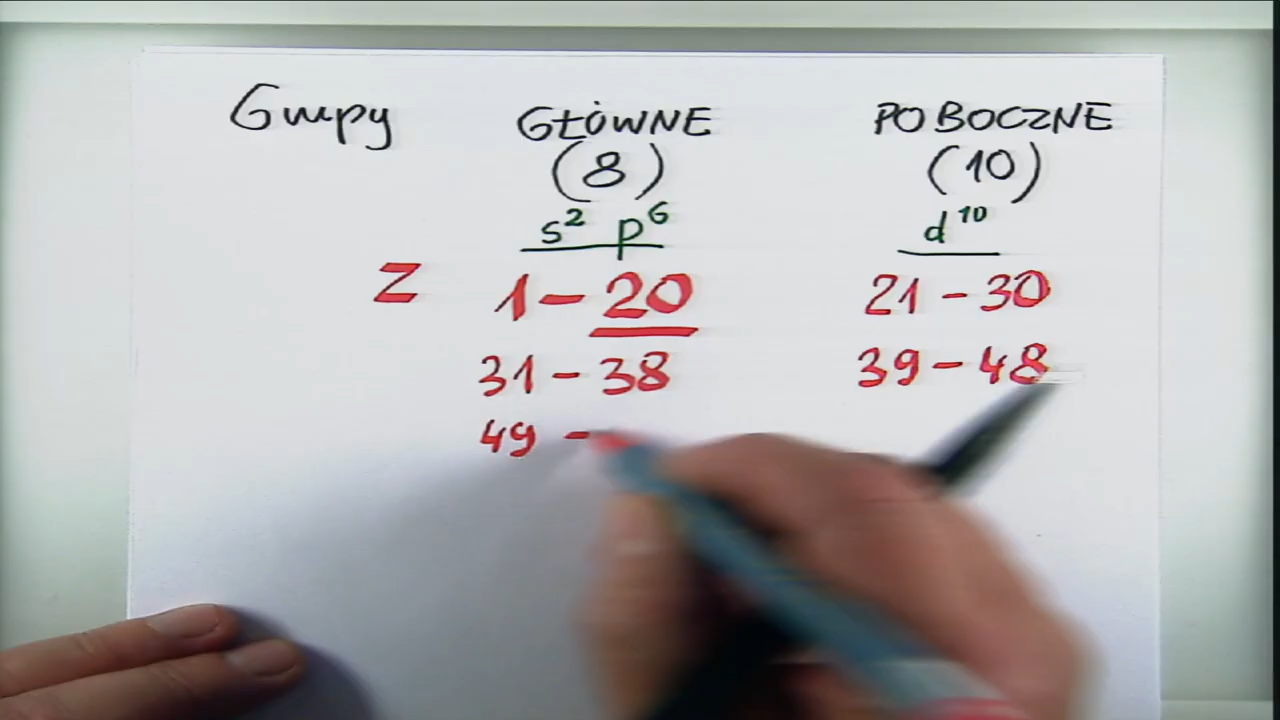 Grupy GŁÓWNE POBOCZNE
(8) (10)
s² p⁶ d¹⁰
Z 1-20 21-30
31-38 39-48
49 -